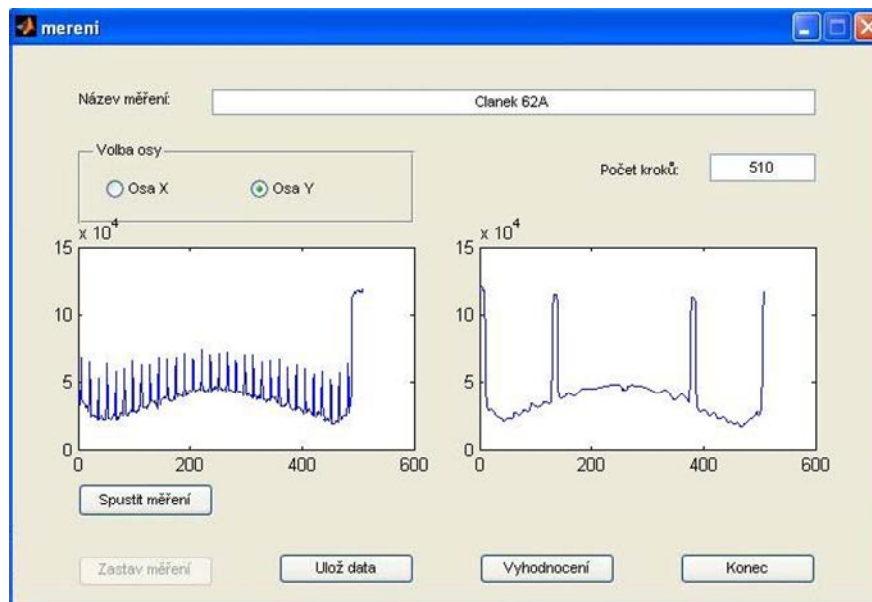 mereni
Název měření:
Clanek 62A
Volba osy
Osa X
Osa Y
Počet kroků:
510
x 10^4
15
10
5
0
0 200 400 600
x 10^4
15
10
5
0
0 200 400 600
Spustit měření
Zastav měření
Ulož data
Vyhodnocení
Konec